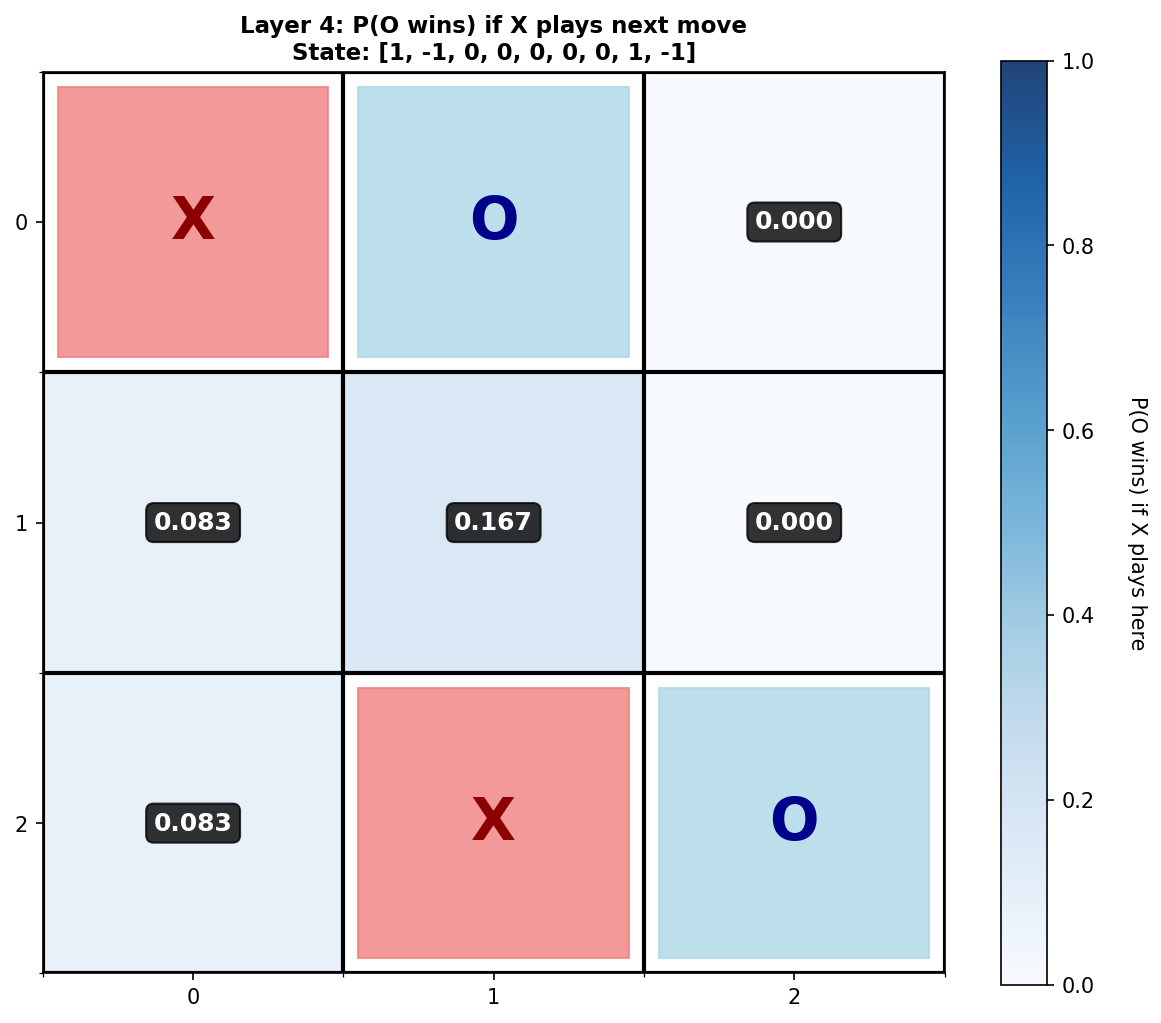 Layer 4: P(O wins) if X plays next move
State: [1, -1, 0, 0, 0, 0, 0, 1, -1]
X
O
0.000
0.083
0.167
0.000
0.083
X
O
0
1
2
0
1
2
1.0
0.8
0.6
0.4
0.2
0.0
P(O wins) if X plays here